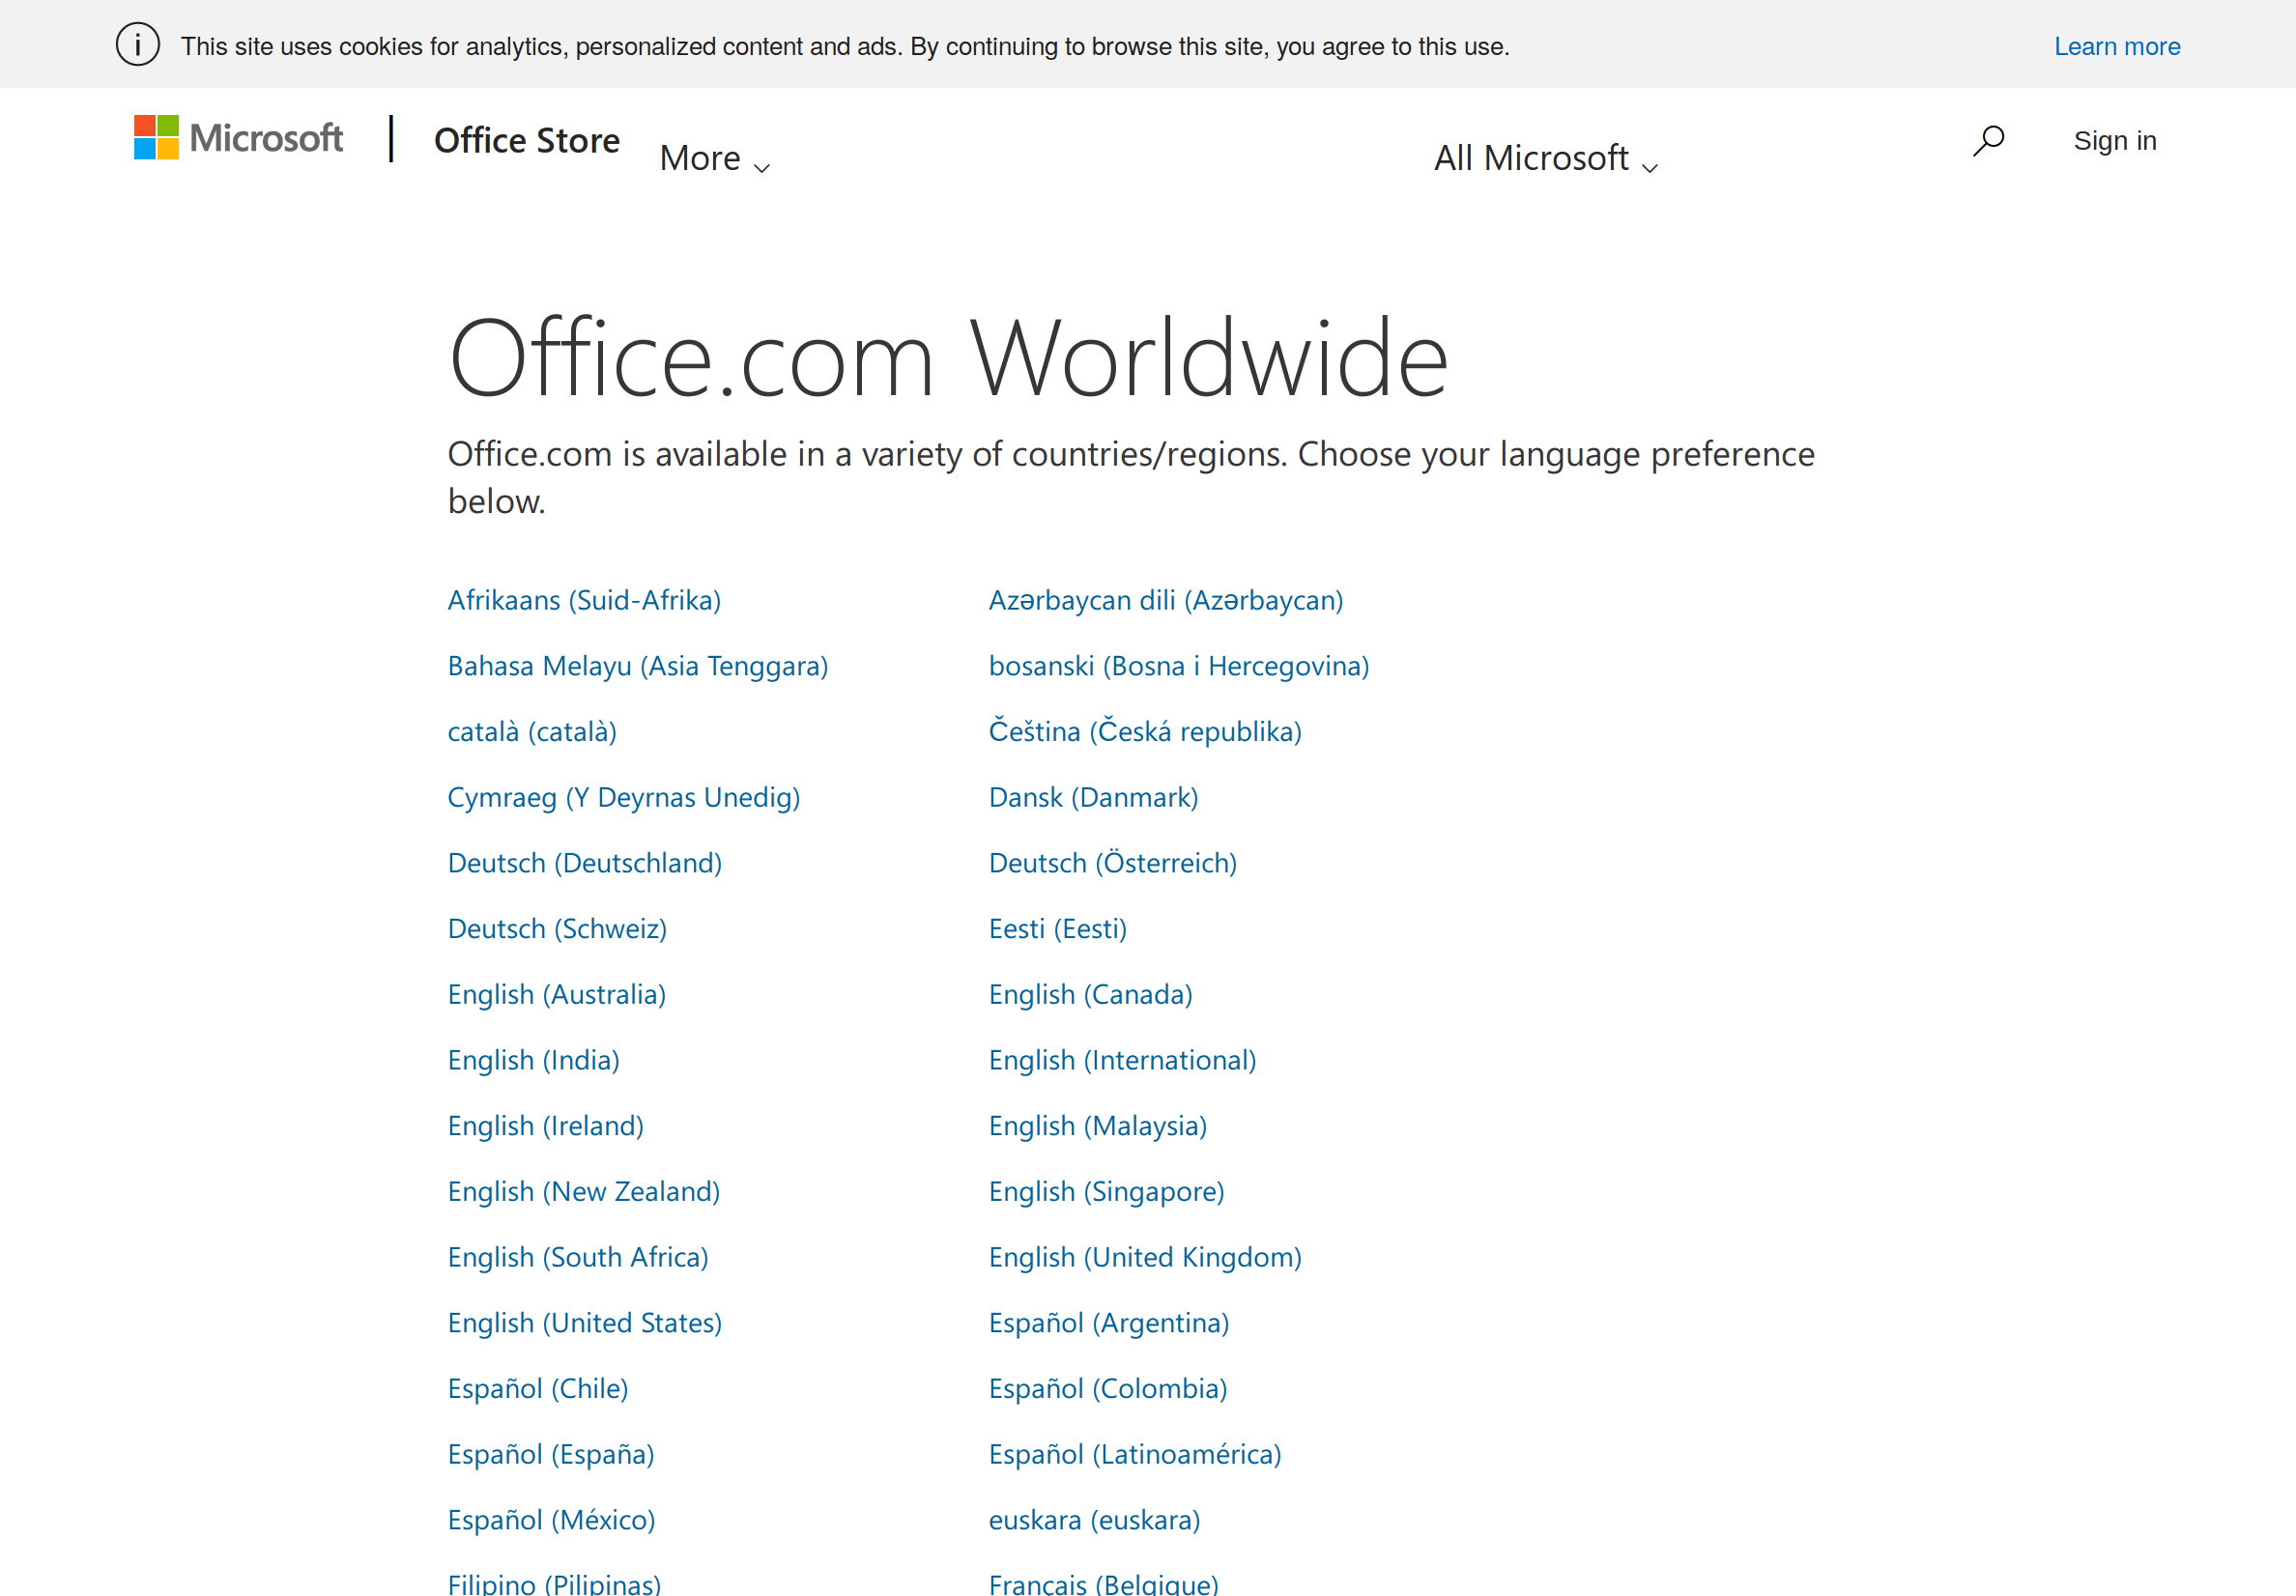 This site uses cookies for analytics, personalized content and ads. By continuing to browse this site, you agree to this use.
Learn more
Microsoft
Office Store
More
All Microsoft
Sign in
Office.com Worldwide
Office.com is available in a variety of countries/regions. Choose your language preference
below.
Afrikaans (Suid-Afrika)
Azərbaycan dili (Azərbaycan)
Bahasa Melayu (Asia Tenggara)
bosanski (Bosna i Hercegovina)
català (català)
Čeština (Česká republika)
Cymraeg (Y Deyrnas Unedig)
Dansk (Danmark)
Deutsch (Deutschland)
Deutsch (Österreich)
Deutsch (Schweiz)
Eesti (Eesti)
English (Australia)
English (Canada)
English (India)
English (International)
English (Ireland)
English (Malaysia)
English (New Zealand)
English (Singapore)
English (South Africa)
English (United Kingdom)
English (United States)
Español (Argentina)
Español (Chile)
Español (Colombia)
Español (España)
Español (Latinoamérica)
Español (México)
euskara (euskara)
Filipino (Pilipinas)
Français (Belgique)